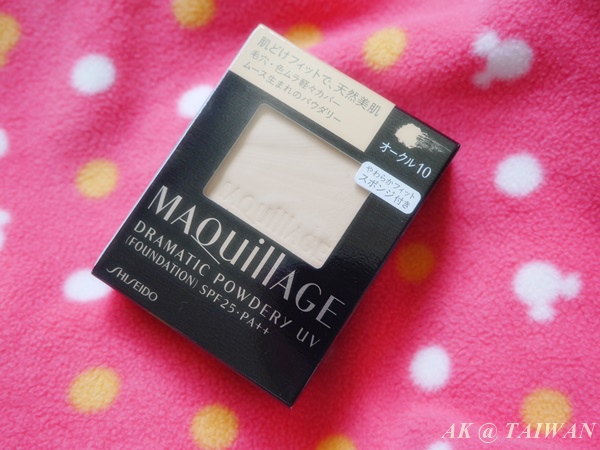 肌どけフィットで、天然美肌
毛穴・色ムラ軽々カバー
ムース生まれのパウダリー
オークル10
やわらかフィット
スポンジ付き
MAQuillAGE
DRAMATIC POWDERY UV
(FOUNDATION) SPF25・PA++
SHISEIDO
AK @ TAIWAN